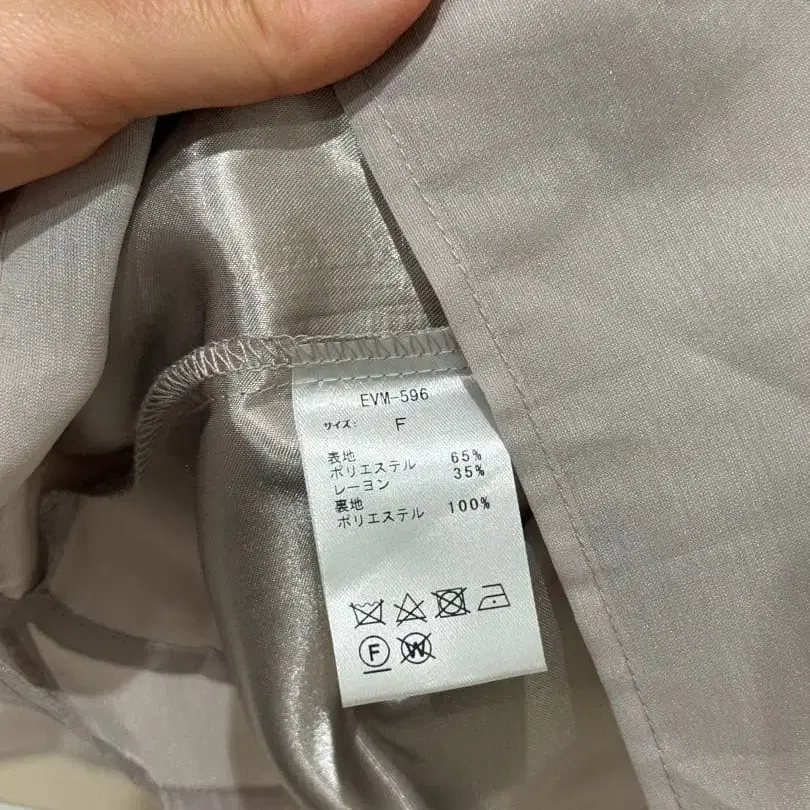 EVM-596
サイズ: F
表地
ポリエステル 65%
レーヨン 35%
裏地
ポリエステル 100%
F W